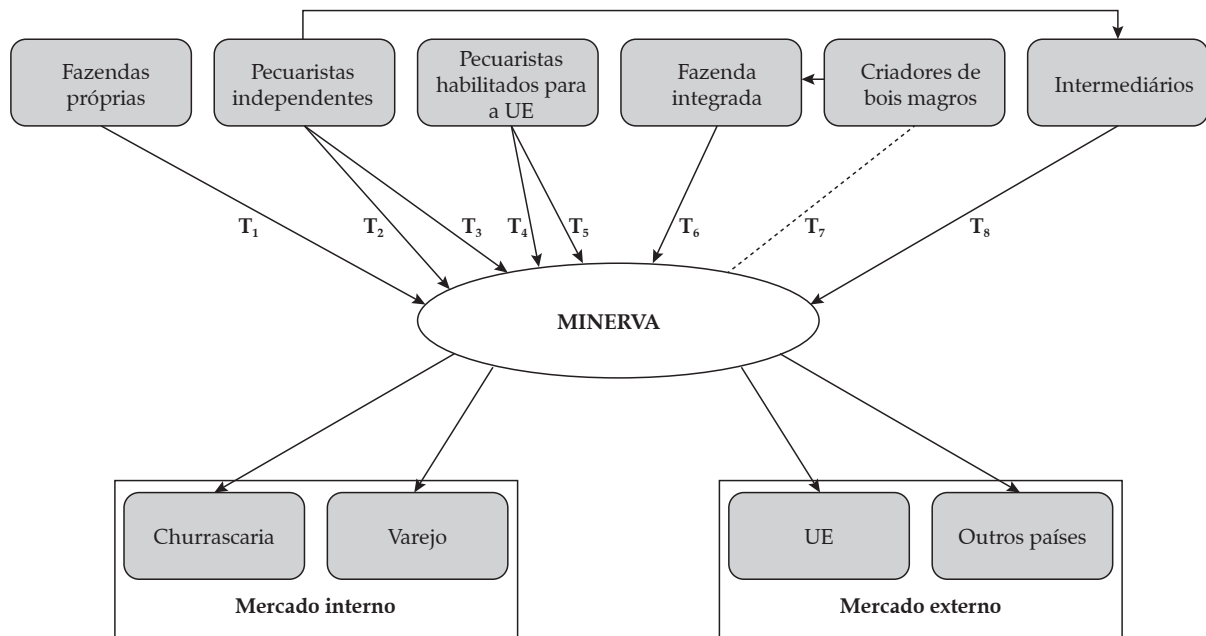 Fazendas
próprias
Pecuaristas
independentes
Pecuaristas
habilitados para
a UE
Fazenda
integrada
Criadores de
bois magros
Intermediários
T₁
T₂
T₃
T₄
T₅
T₆
T₇
T₈
MINERVA
Churrascaria
Varejo
Mercado interno
UE
Outros países
Mercado externo